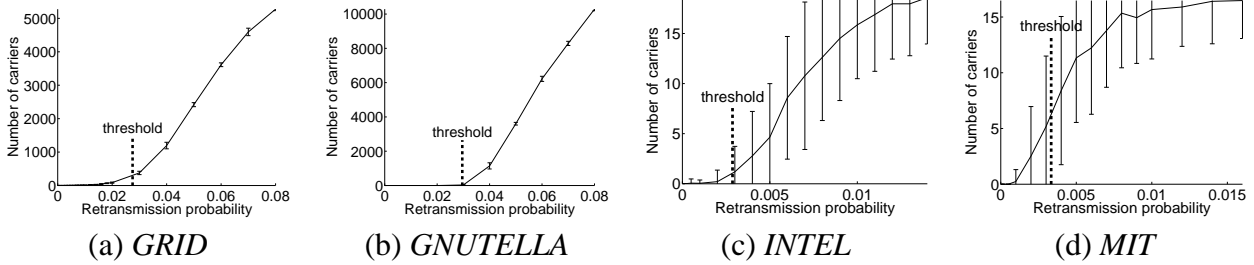 Number of carriers
5000
4000
3000
2000
1000
0
threshold
0 0.02 0.04 0.06 0.08
Retransmission probability
(a) GRID
Number of carriers
10000
8000
6000
4000
2000
0
threshold
0 0.02 0.04 0.06 0.08
Retransmission probability
(b) GNUTELLA
Number of carriers
15
10
5
0
threshold
0 0.005 0.01
Retransmission probability
(c) INTEL
Number of carriers
15
10
5
0
threshold
0 0.005 0.01 0.015
Retransmission probability
(d) MIT